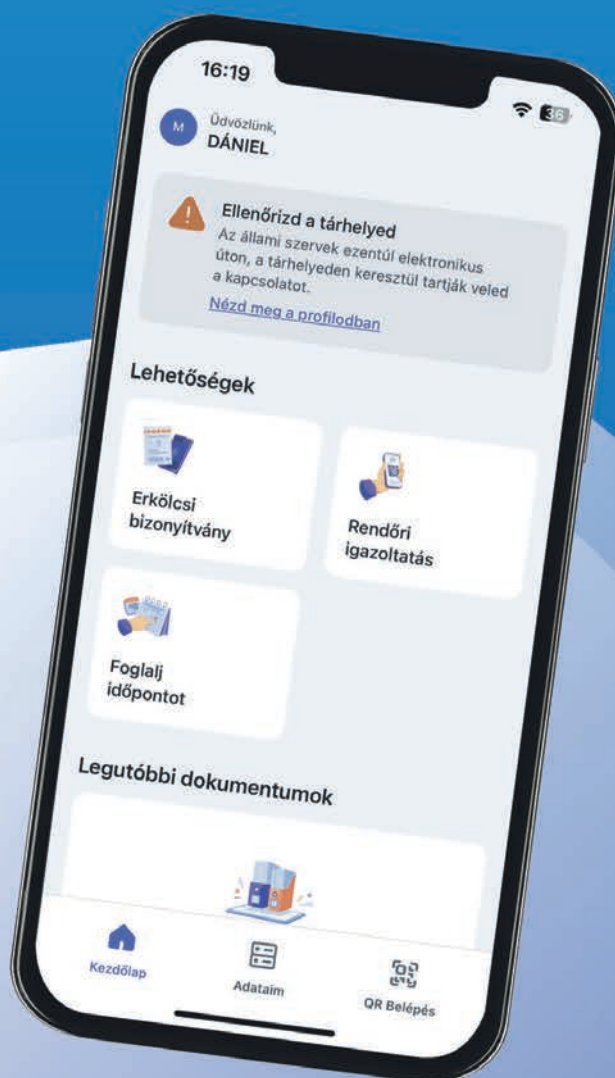 16:19
36
M
Üdvözlünk,
DÁNIEL
Ellenőrizd a tárhelyed
Az állami szervek ezentúl elektronikus
úton, a tárhelyeden keresztül tartják veled
a kapcsolatot.
Nézd meg a profilodban
Lehetőségek
Erkölcsi
bizonyítvány
Rendőri
igazoltatás
Foglalj
időpontot
Legutóbbi dokumentumok
Kezdőlap
Adataim
QR Belépés